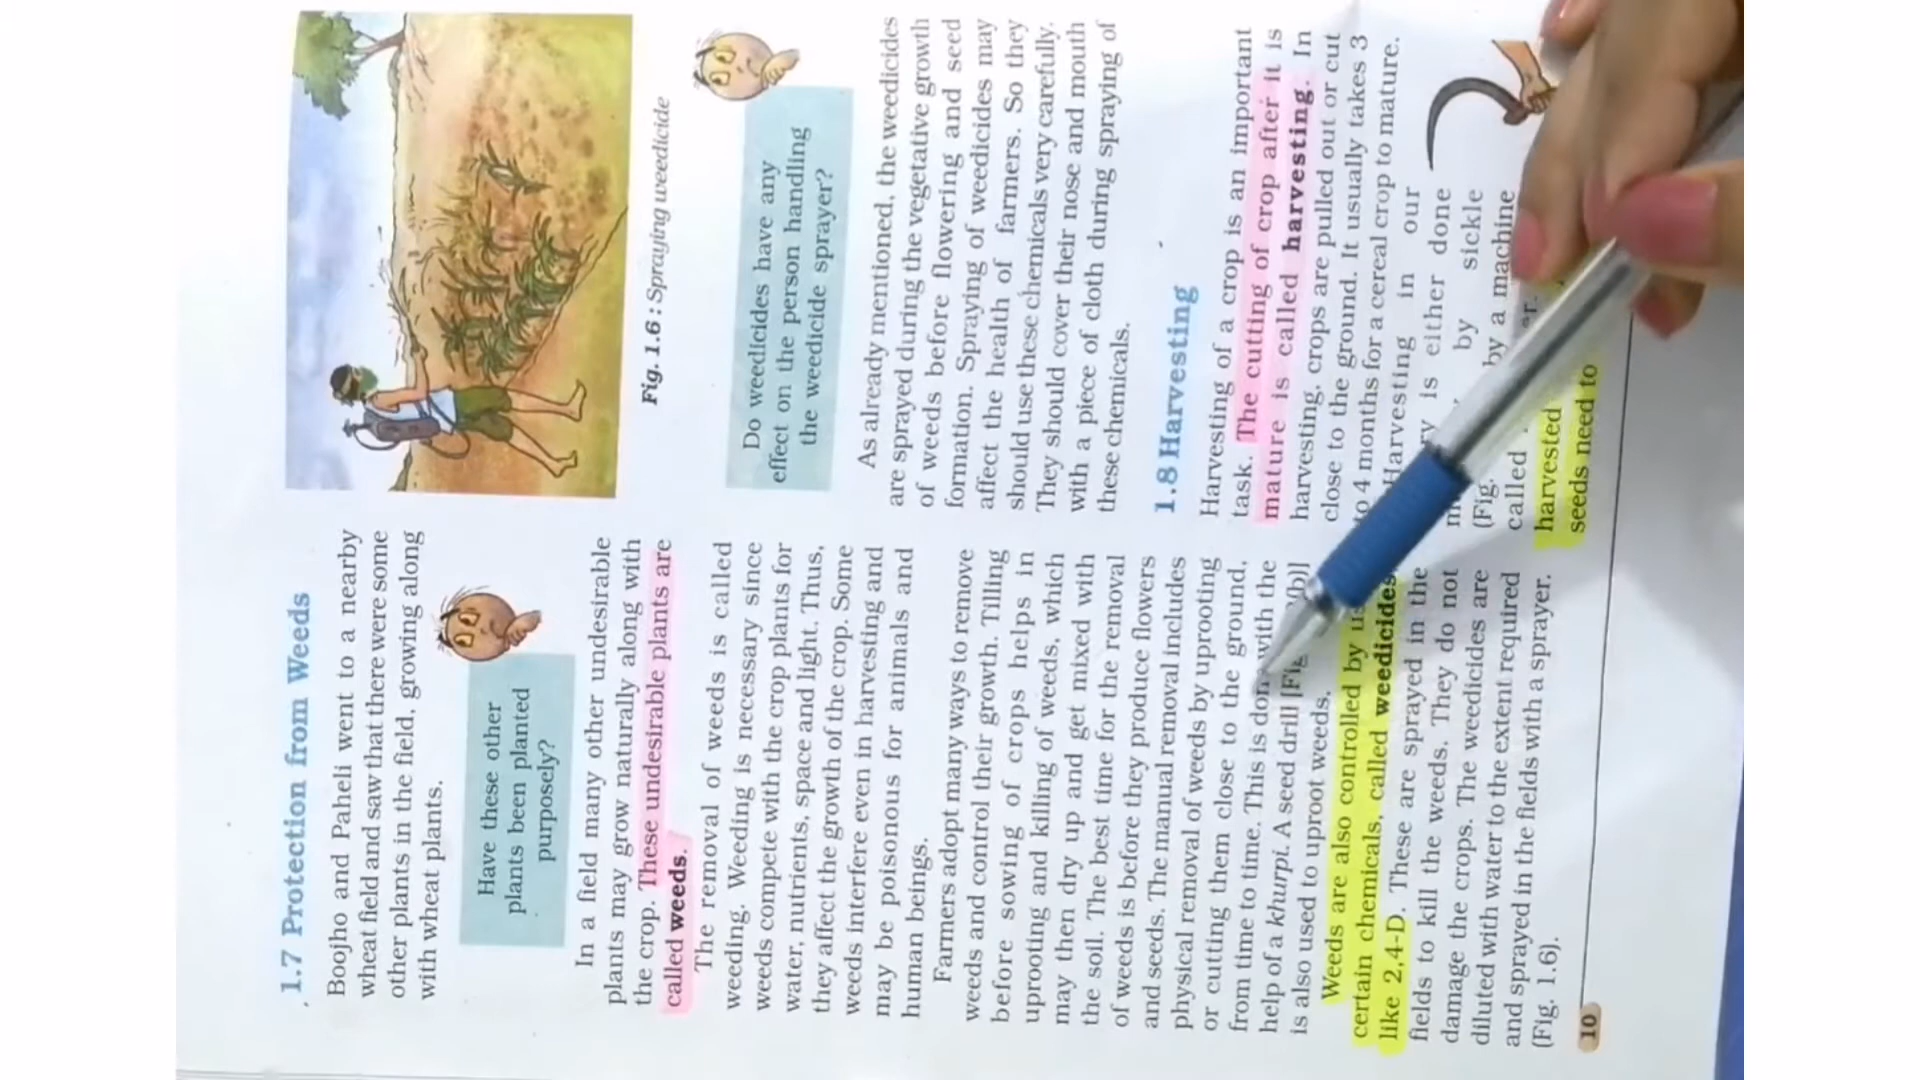 1.7 Protection from Weeds
Boojho and Paheli went to a nearby
wheat field and saw that there were some
other plants in the field, growing along
with wheat plants.
Have these other
plants been planted
purposely?
In a field many other undesirable
plants may grow naturally along with
the crop. These undesirable plants are
called weeds.
The removal of weeds is called
weeding. Weeding is necessary since
weeds compete with the crop plants for
water, nutrients, space and light. Thus,
they affect the growth of the crop. Some
weeds interfere even in harvesting and
may be poisonous for animals and
human beings.
Farmers adopt many ways to remove
weeds and control their growth. Tilling
before sowing of crops helps in
uprooting and killing of weeds, which
may then dry up and get mixed with
the soil. The best time for the removal
of weeds is before they produce flowers
and seeds. The manual removal includes
physical removal of weeds by uprooting
or cutting them close to the ground,
from time to time. This is don with the
help of a khurpi. A seed drill [Fig
is also used to uproot weeds.
Weeds are also controlled by
certain chemicals, called weedicides
like 2,4-D. These are sprayed in the
fields to kill the weeds. They do not
damage the crops. The weedicides are
diluted with water to the extent required
and sprayed in the fields with a sprayer.
(Fig. 1.6).
10
Fig. 1.6 : Spraying weedicide
Do weedicides have any
effect on the person handling
the weedicide sprayer?
As already mentioned, the weedicides
are sprayed during the vegetative growth
of weeds before flowering and seed
formation. Spraying of weedicides may
affect the health of farmers. So they
should use these chemicals very carefully.
They should cover their nose and mouth
with a piece of cloth during spraying of
these chemicals.
1.8 Harvesting
Harvesting of a crop is an important
task. The cutting of crop after it is
mature is called harvesting. In
harvesting, crops are pulled out or cut
close to the ground. It usually takes 3
to 4 months for a cereal crop to mature.
Harvesting in our
is either done
by sickle
(Fig. by a machine
called
harvested
seeds need to